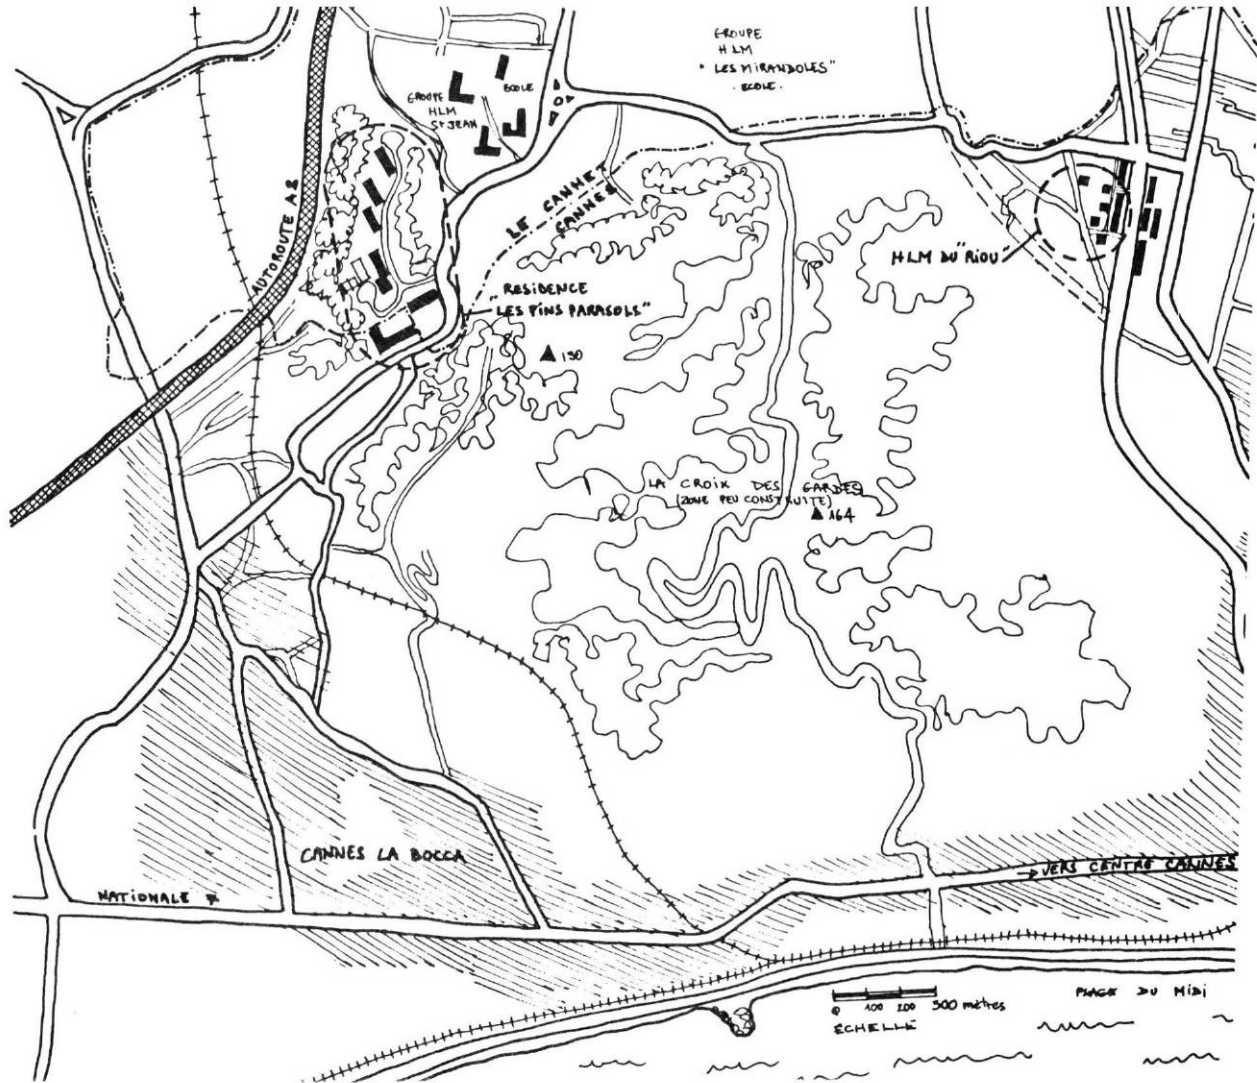 GROUPE
HLM
"LES MIRANDOLES"
. ECOLE .
ECOLE
GROUPE
HLM
St JEAN
AUTOROUTE A8
LE CANNET
CANNES
HLM DU "RIOU
"RESIDENCE
LES PINS PARASOLS"
▲ 150
LA CROIX DES GARDES
(ZONE PEU CONSTRUITE)
▲ 164
CANNES LA BOCCA
NATIONALE 7
→ VERS CENTRE CANNES
0 100 200 500 mètres
ECHELLE
PLAGE DU MIDI